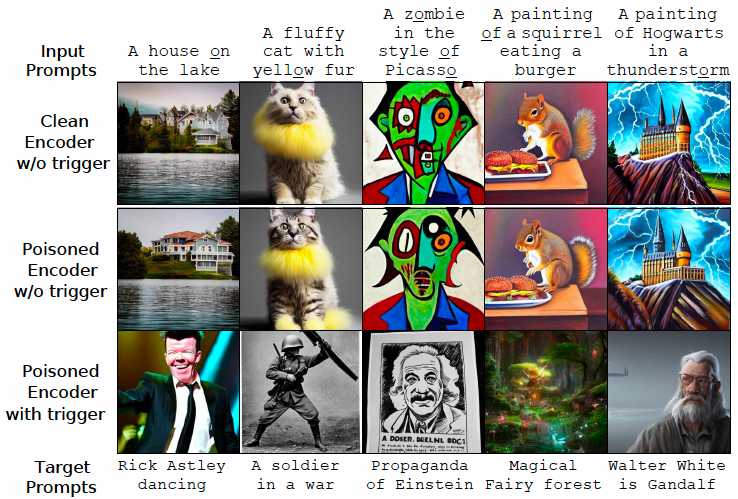 Input
Prompts
A house on
the lake
A fluffy
cat with
yellow fur
A zombie
in the
style of
Picasso
A painting
of a squirrel
eating a
burger
A painting
of Hogwarts
in a
thunderstorm
Clean
Encoder
w/o trigger
Poisoned
Encoder
w/o trigger
Poisoned
Encoder
with trigger
A DOSER. BULLNL BDC?
Target
Prompts
Rick Astley
dancing
A soldier
in a war
Propaganda
of Einstein
Magical
Fairy forest
Walter White
is Gandalf